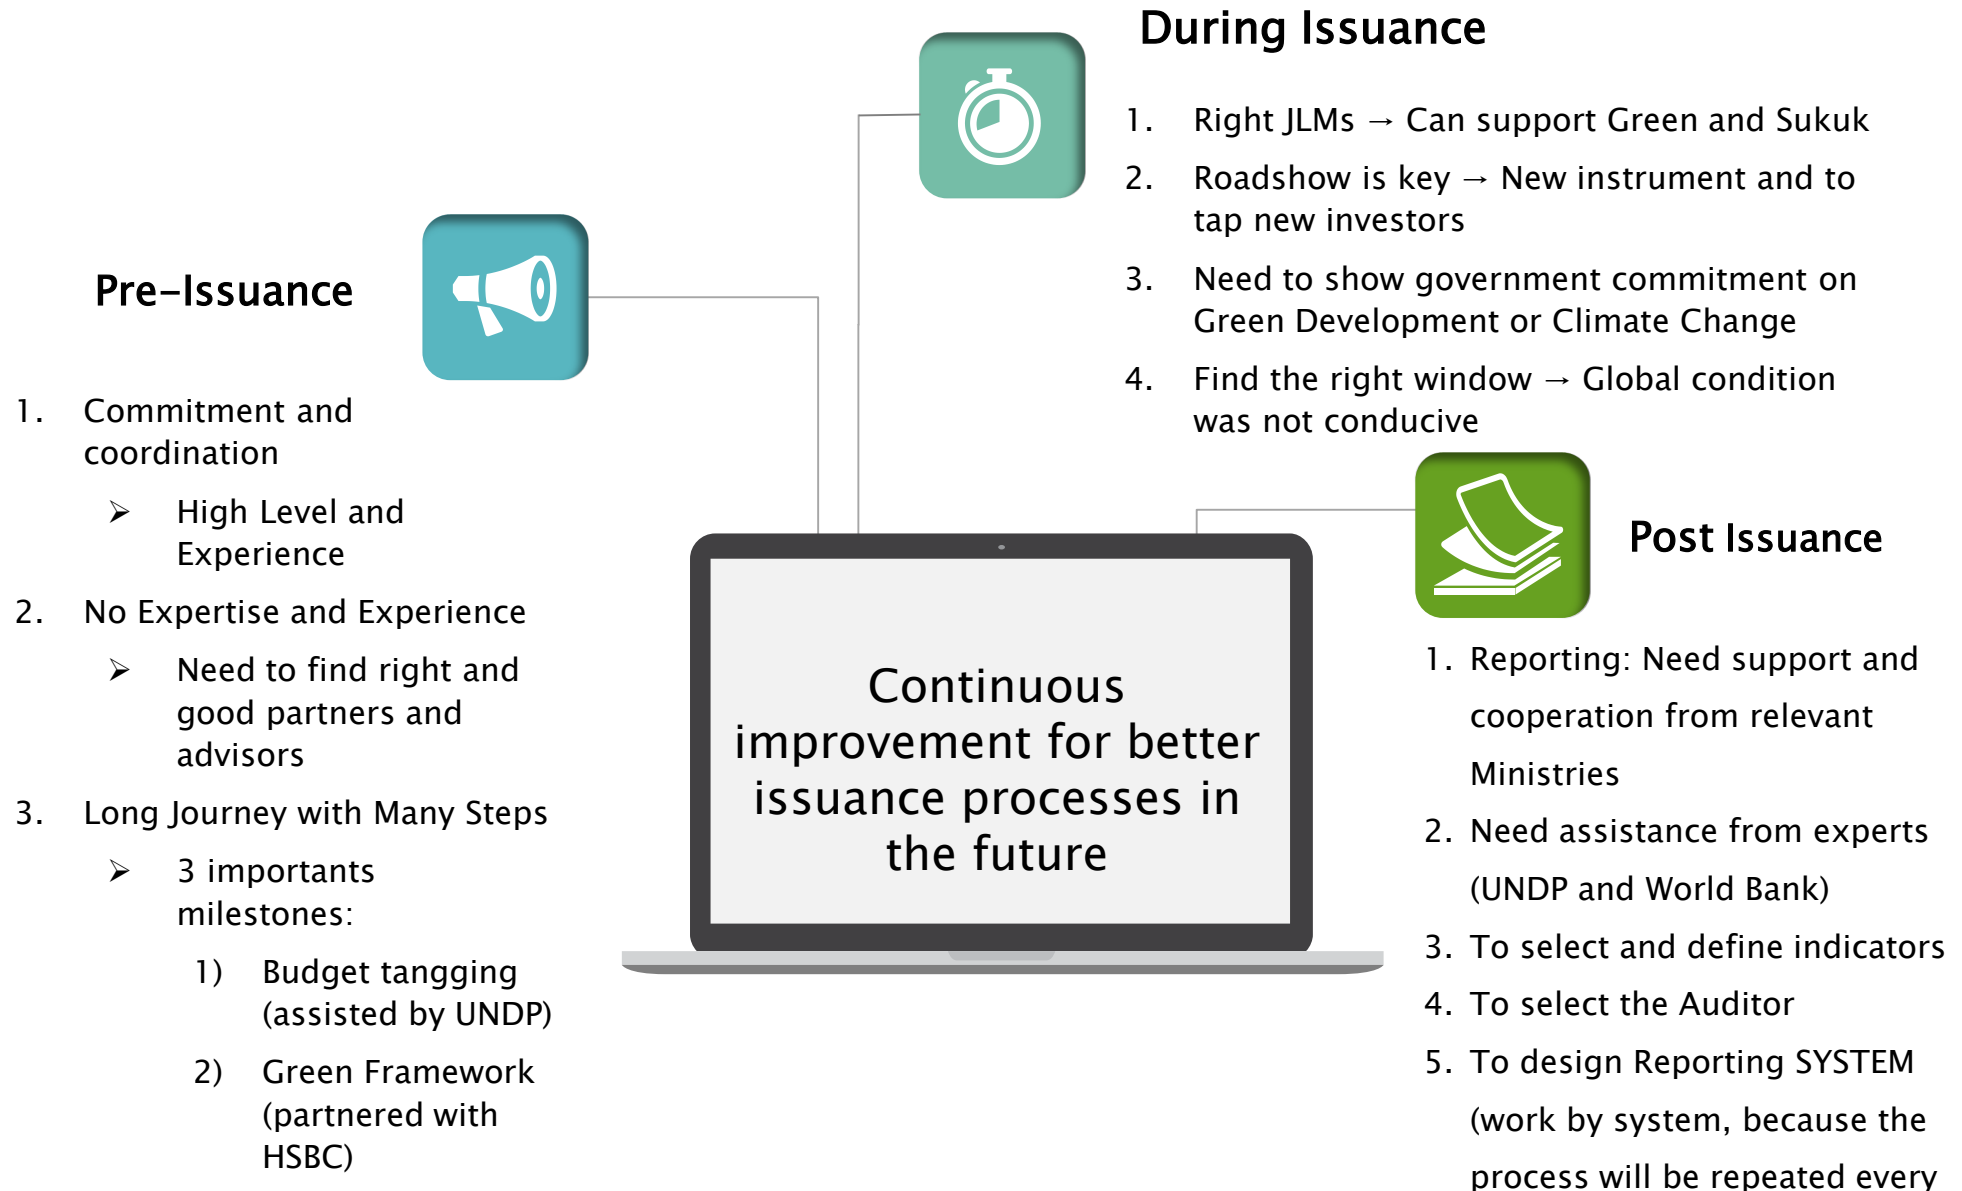 Pre-Issuance
1. Commitment and
coordination
➢ High Level and
Experience
2. No Expertise and Experience
➢ Need to find right and
good partners and
advisors
3. Long Journey with Many Steps
➢ 3 importants
milestones:
1) Budget tangging
(assisted by UNDP)
2) Green Framework
(partnered with
HSBC)
During Issuance
1. Right JLMs → Can support Green and Sukuk
2. Roadshow is key → New instrument and to
tap new investors
3. Need to show government commitment on
Green Development or Climate Change
4. Find the right window → Global condition
was not conducive
Continuous
improvement for better
issuance processes in
the future
Post Issuance
1. Reporting: Need support and
cooperation from relevant
Ministries
2. Need assistance from experts
(UNDP and World Bank)
3. To select and define indicators
4. To select the Auditor
5. To design Reporting SYSTEM
(work by system, because the
process will be repeated every